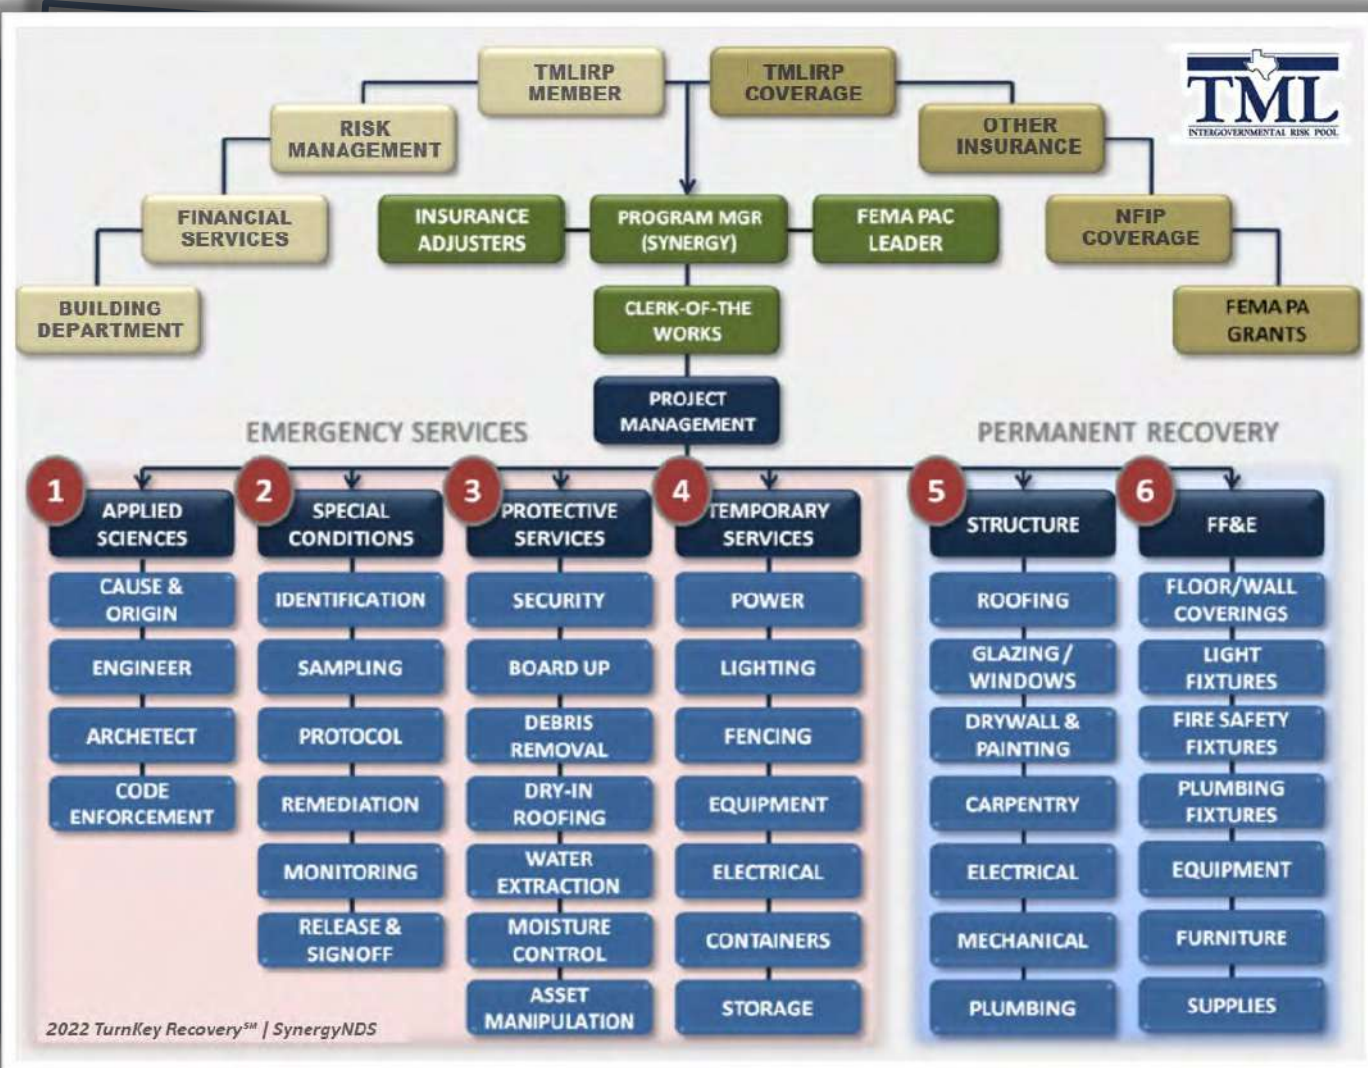 TMLIRP
MEMBER
TMLIRP
COVERAGE
TML
INTERGOVERNMENTAL RISK POOL
RISK
MANAGEMENT
OTHER
INSURANCE
FINANCIAL
SERVICES
INSURANCE
ADJUSTERS
PROGRAM MGR
(SYNERGY)
FEMA PAC
LEADER
NFIP
COVERAGE
BUILDING
DEPARTMENT
CLERK-OF-THE
WORKS
FEMA PA
GRANTS
PROJECT
MANAGEMENT
EMERGENCY SERVICES
PERMANENT RECOVERY
1
APPLIED
SCIENCES
CAUSE &
ORIGIN
ENGINEER
ARCHETECT
CODE
ENFORCEMENT
2
SPECIAL
CONDITIONS
IDENTIFICATION
SAMPLING
PROTOCOL
REMEDIATION
MONITORING
RELEASE &
SIGNOFF
3
PROTECTIVE
SERVICES
SECURITY
BOARD UP
DEBRIS
REMOVAL
DRY-IN
ROOFING
WATER
EXTRACTION
MOISTURE
CONTROL
ASSET
MANIPULATION
4
TEMPORARY
SERVICES
POWER
LIGHTING
FENCING
EQUIPMENT
ELECTRICAL
CONTAINERS
STORAGE
5
STRUCTURE
ROOFING
GLAZING /
WINDOWS
DRYWALL &
PAINTING
CARPENTRY
ELECTRICAL
MECHANICAL
PLUMBING
6
FF&E
FLOOR/WALL
COVERINGS
LIGHT
FIXTURES
FIRE SAFETY
FIXTURES
PLUMBING
FIXTURES
EQUIPMENT
FURNITURE
SUPPLIES
2022 TurnKey Recovery℠ | SynergyNDS